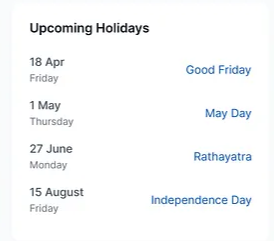 Upcoming Holidays
18 Apr
Friday
Good Friday
1 May
Thursday
May Day
27 June
Monday
Rathayatra
15 August
Friday
Independence Day